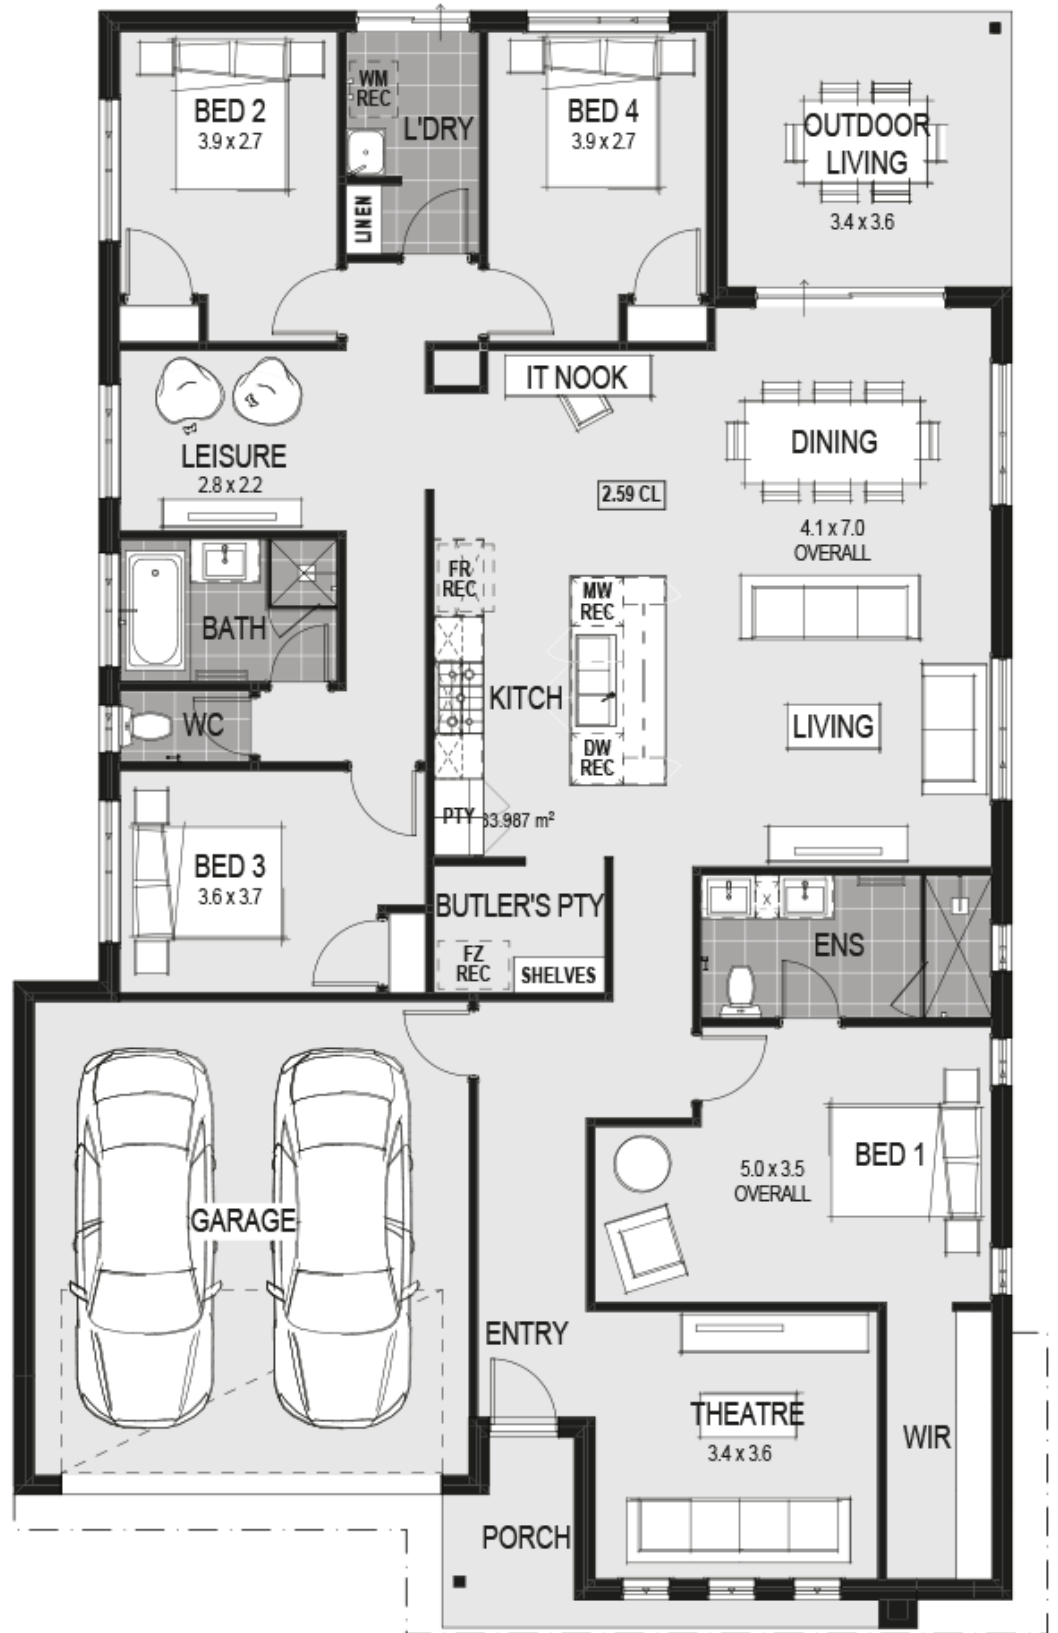 BED 2
3.9 x 2.7
WM
REC
L'DRY
LINEN
BED 4
3.9 x 2.7
OUTDOOR
LIVING
3.4 x 3.6
IT NOOK
LEISURE
2.8 x 2.2
DINING
2.59 CL
4.1 x 7.0
OVERALL
FR
REC
MW
REC
BATH
KITCH
WC
LIVING
DW
REC
PTY
33.987 m²
BED 3
3.6 x 3.7
BUTLER'S PTY
FZ
REC
SHELVES
ENS
BED 1
5.0 x 3.5
OVERALL
GARAGE
ENTRY
THEATRE
3.4 x 3.6
WIR
PORCH